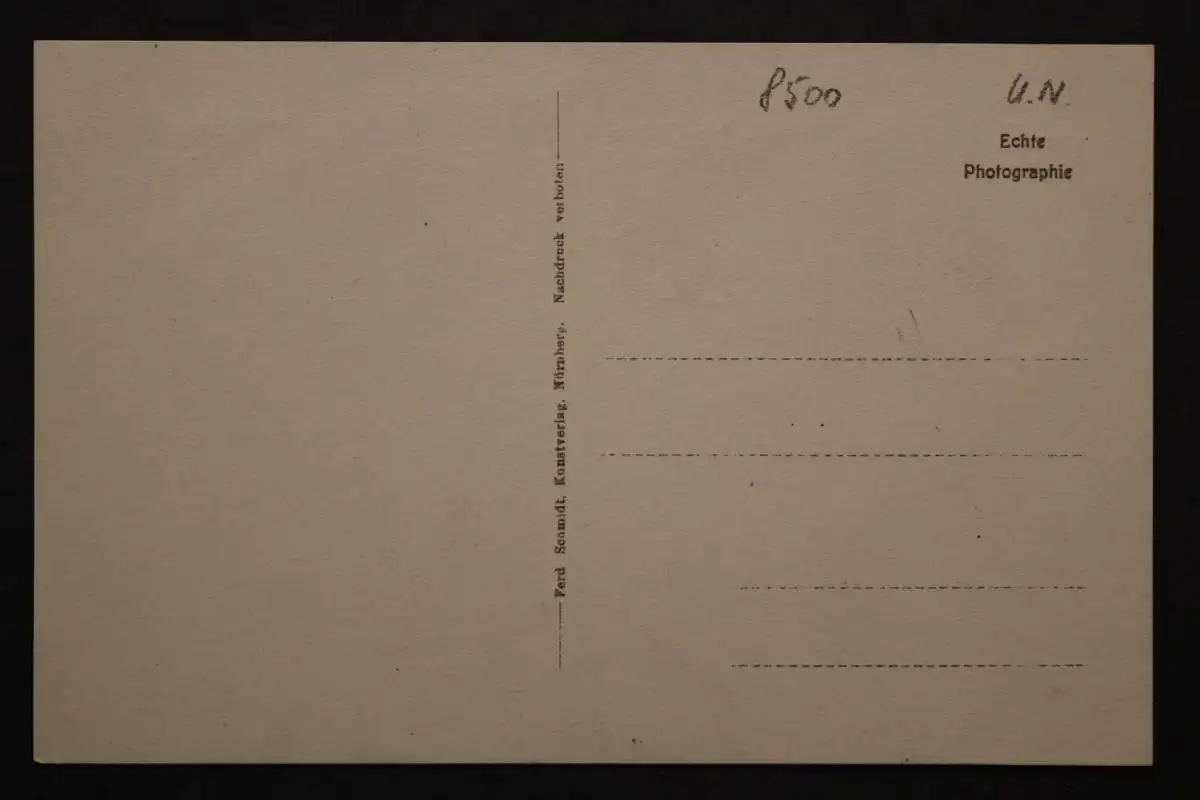 8500
U.N.
Echte
Photographie
Ferd Schmidt, Kunstverlag, Nürnberg, Nachdruck verboten